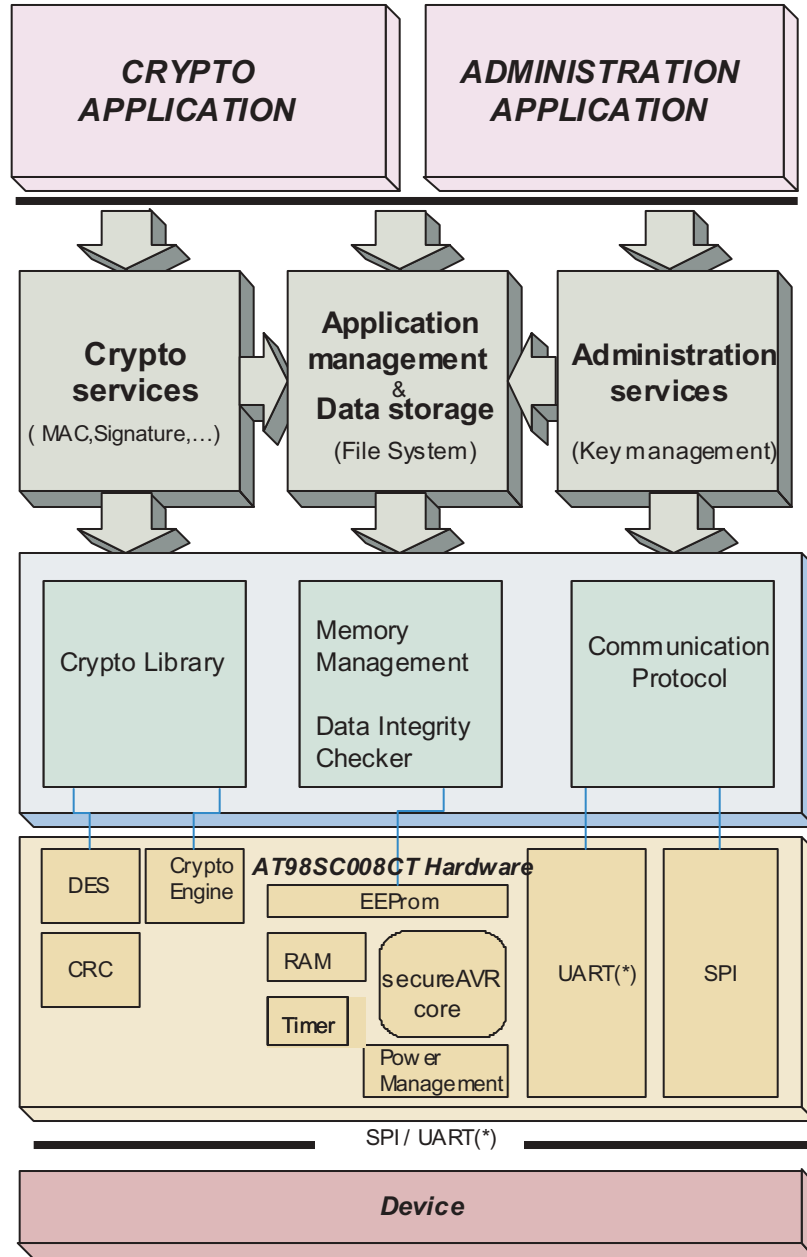 CRYPTO
APPLICATION
ADMINISTRATION
APPLICATION
Crypto
services
( MAC,Signature,…)
Application
management
&
Data storage
(File System)
Administration
services
(Key management)
Crypto Library
Memory
Management
Data Integrity
Checker
Communication
Protocol
AT98SC008CT Hardware
DES
Crypto
Engine
EEProm
CRC
RAM
secureAVR
core
Timer
Power
Management
UART(*)
SPI
SPI / UART(*)
Device